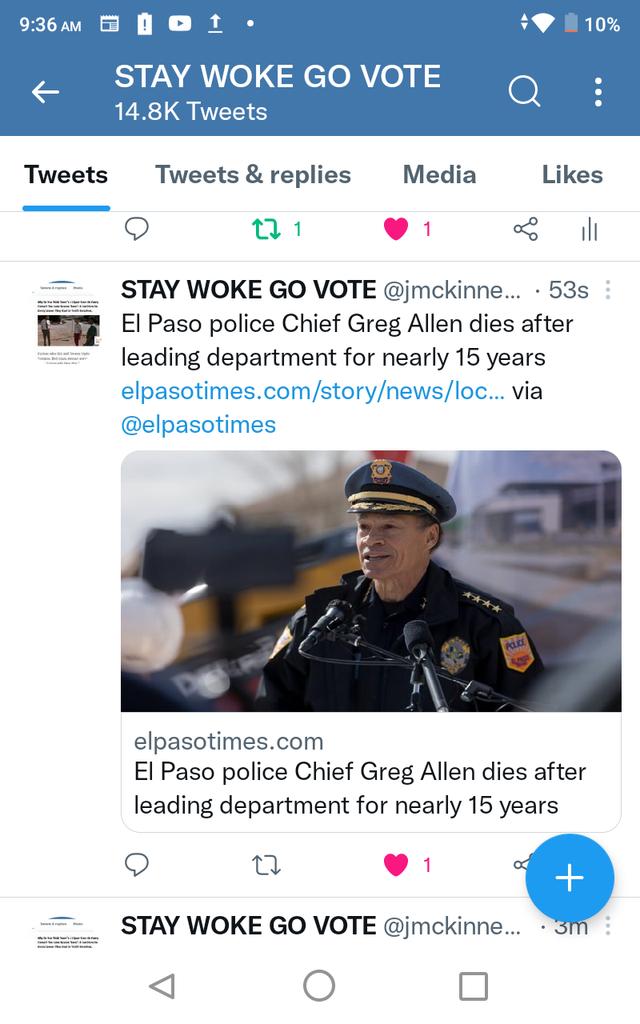 9:36 AM
10%
STAY WOKE GO VOTE
14.8K Tweets
Tweets
Tweets & replies
Media
Likes
1
1
STAY WOKE GO VOTE @jmckinne... · 53s
El Paso police Chief Greg Allen dies after
leading department for nearly 15 years
elpasotimes.com/story/news/loc... via
@elpasotimes
POLICE
elpasotimes.com
El Paso police Chief Greg Allen dies after
leading department for nearly 15 years
1
STAY WOKE GO VOTE @jmckinne... · 3m